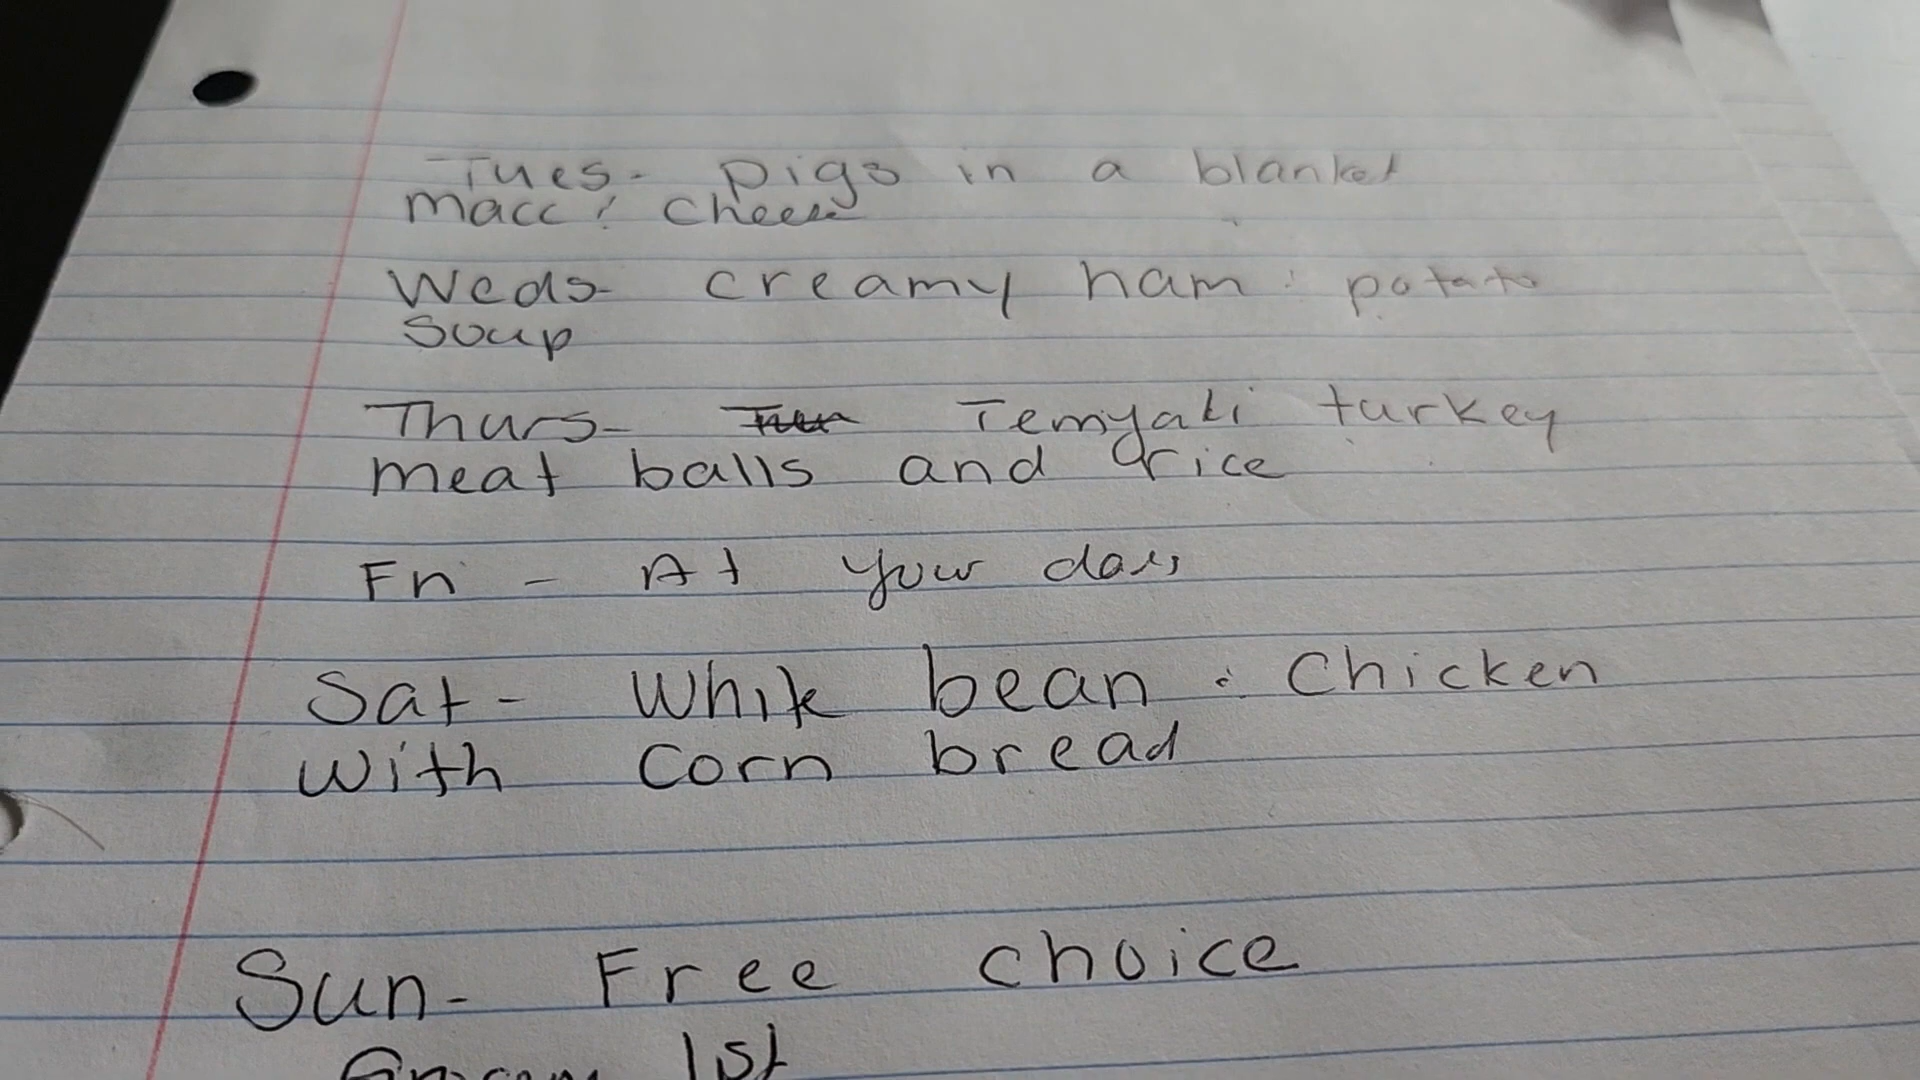 Tues- pigs in a blanket
macc & cheese
Weds- creamy ham & potato
Soup
Thurs- Teriyaki turkey
meat balls and rice
Fri - At your dads
Sat- White bean & Chicken
with Corn bread
Sun- Free choice